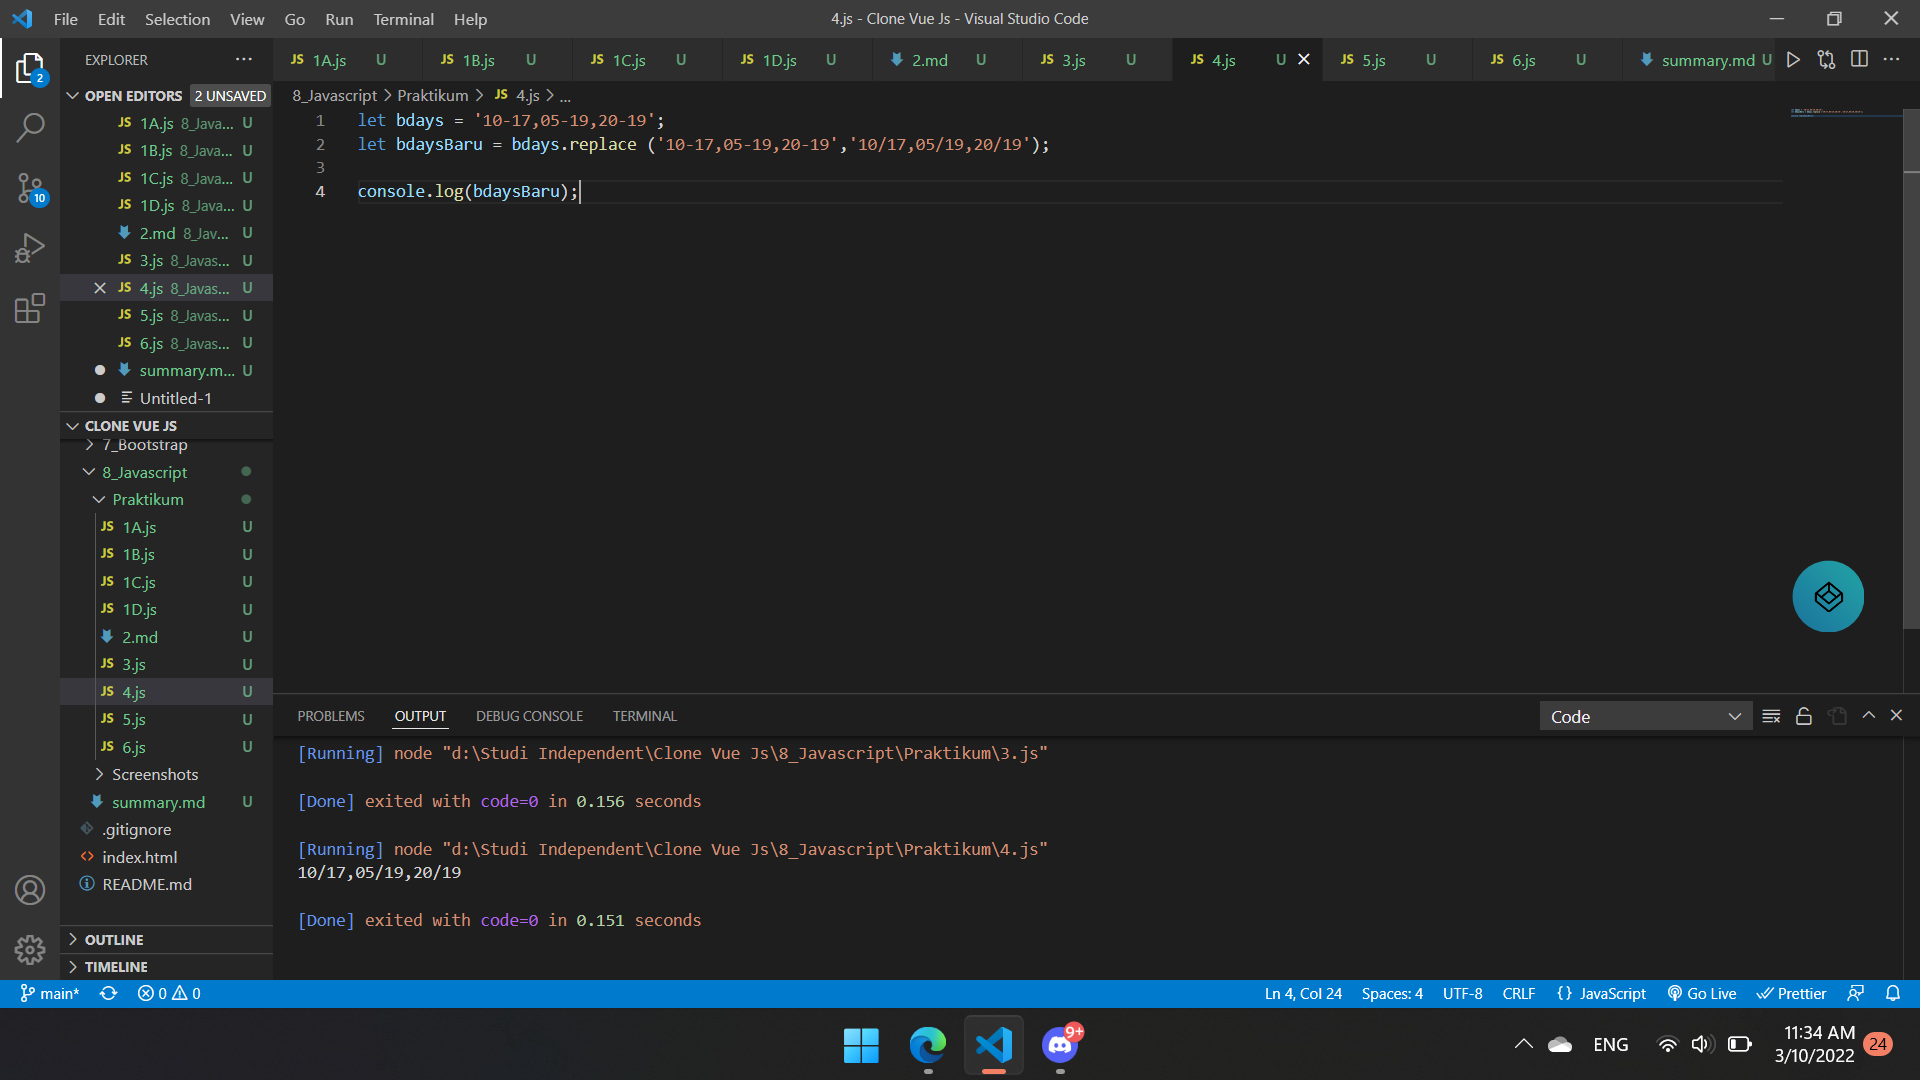 File Edit Selection View Go Run Terminal Help
4.js - Clone Vue Js - Visual Studio Code
EXPLORER ···
JS 1A.js U JS 1B.js U JS 1C.js U JS 1D.js U 2.md U JS 3.js U JS 4.js U JS 5.js U JS 6.js U summary.md U
2
10
OPEN EDITORS 2 UNSAVED
JS 1A.js 8_Java... U
JS 1B.js 8_Java... U
JS 1C.js 8_Java... U
JS 1D.js 8_Java... U
2.md 8_Jav... U
JS 3.js 8_Javas... U
JS 4.js 8_Javas... U
JS 5.js 8_Javas... U
JS 6.js 8_Javas... U
summary.m... U
Untitled-1
CLONE VUE JS
7_Bootstrap
8_Javascript
Praktikum
JS 1A.js U
JS 1B.js U
JS 1C.js U
JS 1D.js U
2.md U
JS 3.js U
JS 4.js U
JS 5.js U
JS 6.js U
Screenshots
summary.md U
.gitignore
index.html
README.md
OUTLINE
TIMELINE
8_Javascript > Praktikum > JS 4.js > ...
1 let bdays = '10-17,05-19,20-19';
2 let bdaysBaru = bdays.replace ('10-17,05-19,20-19','10/17,05/19,20/19');
3
4 console.log(bdaysBaru);
PROBLEMS OUTPUT DEBUG CONSOLE TERMINAL
Code
[Running] node "d:\Studi Independent\Clone Vue Js\8_Javascript\Praktikum\3.js"
[Done] exited with code=0 in 0.156 seconds
[Running] node "d:\Studi Independent\Clone Vue Js\8_Javascript\Praktikum\4.js"
10/17,05/19,20/19
[Done] exited with code=0 in 0.151 seconds
main* 0 0
Ln 4, Col 24 Spaces: 4 UTF-8 CRLF {} JavaScript Go Live Prettier
9+
ENG
11:34 AM
3/10/2022
24